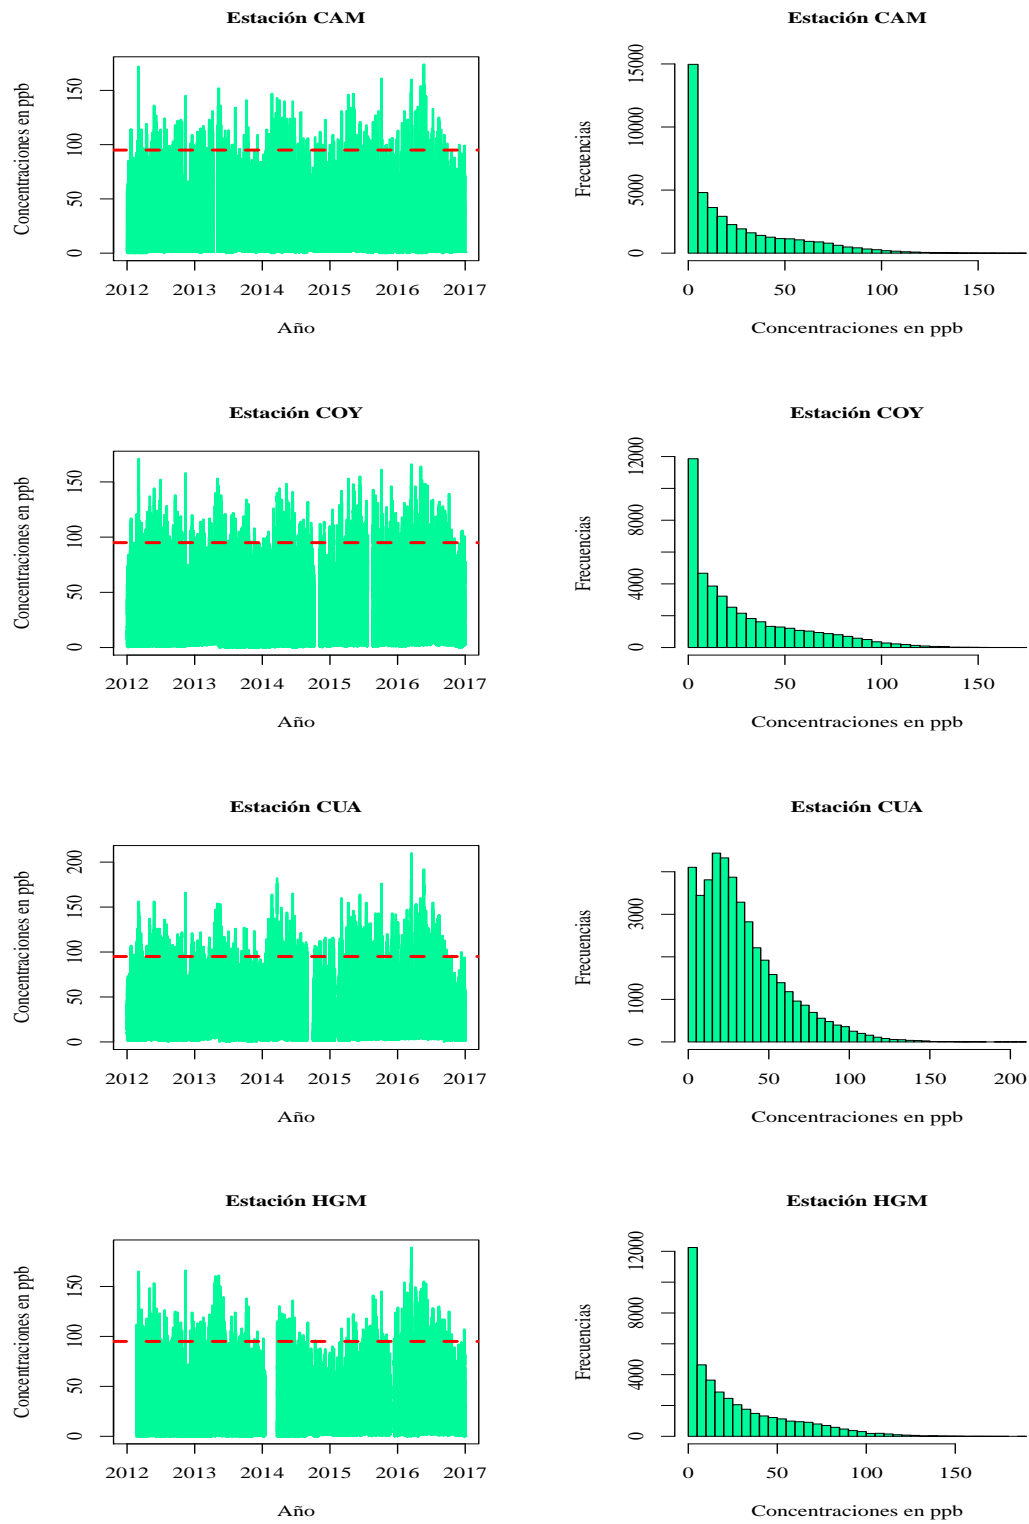 Estación CAM
Concentraciones en ppb
0 50 100 150
2012 2013 2014 2015 2016 2017
Año
Estación CAM
Frecuencias
0 5000 10000 15000
0 50 100 150
Concentraciones en ppb
Estación COY
Concentraciones en ppb
0 50 100 150
2012 2013 2014 2015 2016 2017
Año
Estación COY
Frecuencias
0 4000 8000 12000
0 50 100 150
Concentraciones en ppb
Estación CUA
Concentraciones en ppb
0 50 100 150 200
2012 2013 2014 2015 2016 2017
Año
Estación CUA
Frecuencias
0 1000 3000
0 50 100 150 200
Concentraciones en ppb
Estación HGM
Concentraciones en ppb
0 50 100 150
2012 2013 2014 2015 2016 2017
Año
Estación HGM
Frecuencias
0 4000 8000 12000
0 50 100 150
Concentraciones en ppb